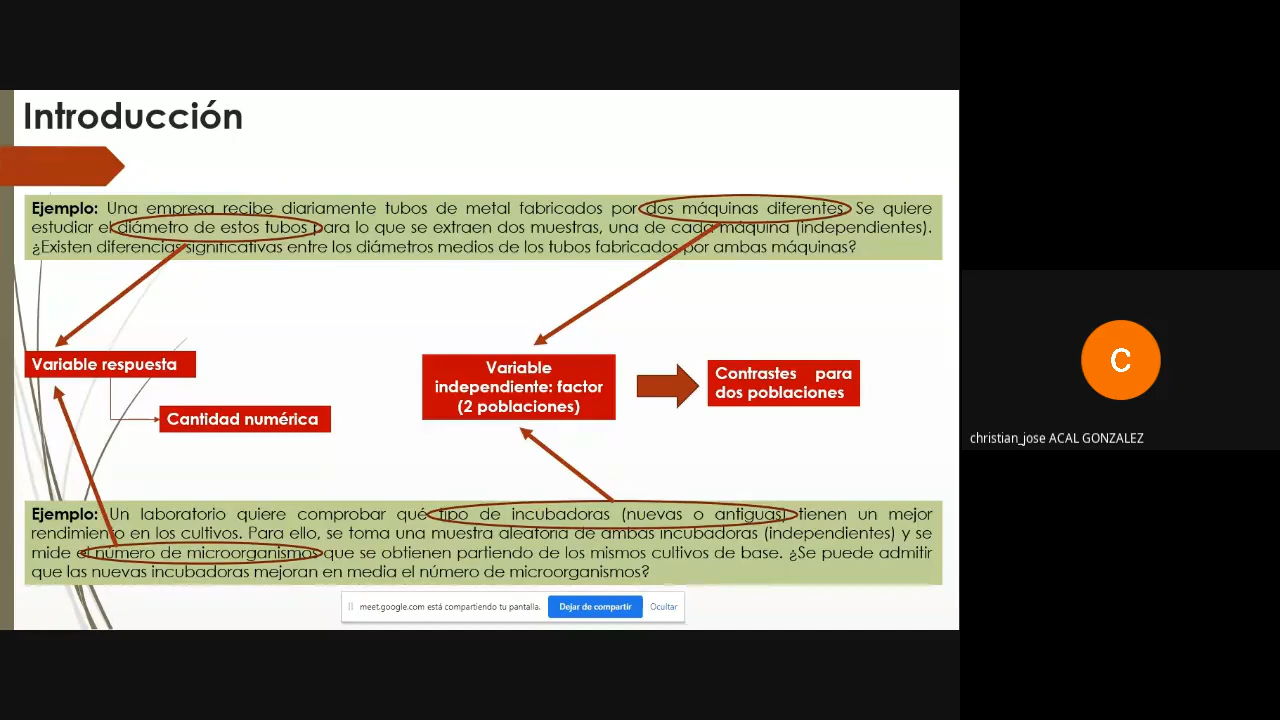 Introducción
Ejemplo: Una empresa recibe diariamente tubos de metal fabricados por dos máquinas diferentes. Se quiere
estudiar el diámetro de estos tubos para lo que se extraen dos muestras, una de cada máquina (independientes).
¿Existen diferencias significativas entre los diámetros medios de los tubos fabricados por ambas máquinas?
Variable respuesta
Cantidad numérica
Variable
independiente: factor
(2 poblaciones)
Contrastes para
dos poblaciones
Ejemplo: Un laboratorio quiere comprobar qué tipo de incubadoras (nuevas o antiguas) tienen un mejor
rendimiento en los cultivos. Para ello, se toma una muestra aleatoria de ambas incubadoras (independientes) y se
mide el número de microorganismos que se obtienen partiendo de los mismos cultivos de base. ¿Se puede admitir
que las nuevas incubadoras mejoran en media el número de microorganismos?
meet.google.com está compartiendo tu pantalla.
Dejar de compartir
Ocultar
C
christian_jose ACAL GONZALEZ